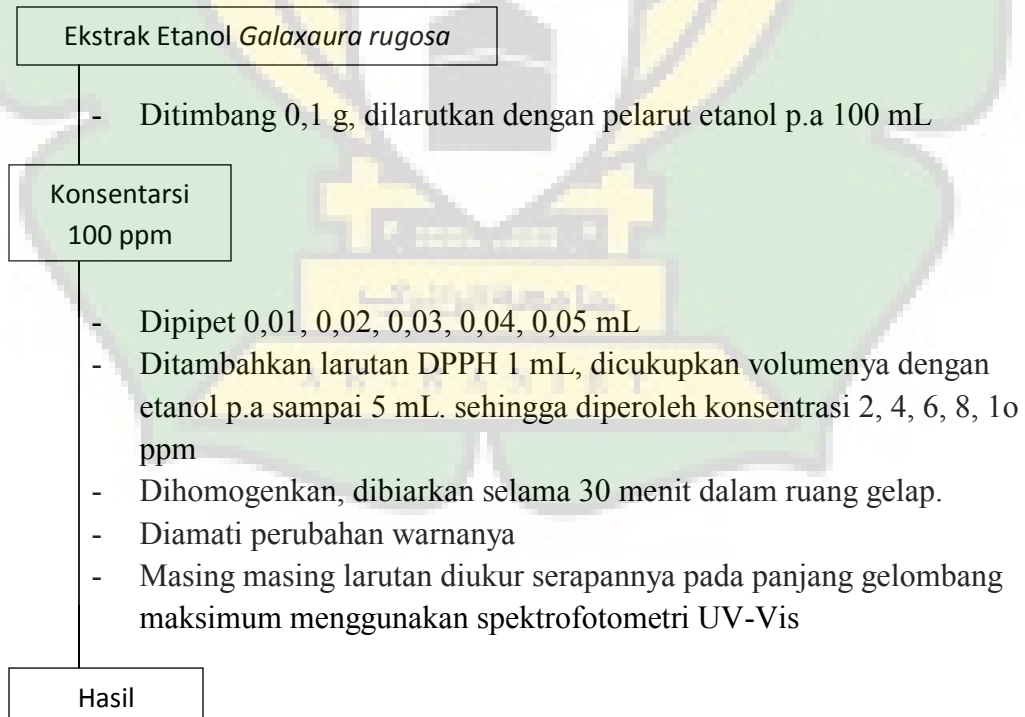 Ekstrak Etanol Galaxaura rugosa
- Ditimbang 0,1 g, dilarutkan dengan pelarut etanol p.a 100 mL
Konsentarsi
100 ppm
- Dipipet 0,01, 0,02, 0,03, 0,04, 0,05 mL
- Ditambahkan larutan DPPH 1 mL, dicukupkan volumenya dengan
etanol p.a sampai 5 mL. sehingga diperoleh konsentrasi 2, 4, 6, 8, 1o
ppm
- Dihomogenkan, dibiarkan selama 30 menit dalam ruang gelap.
- Diamati perubahan warnanya
- Masing masing larutan diukur serapannya pada panjang gelombang
maksimum menggunakan spektrofotometri UV-Vis
Hasil